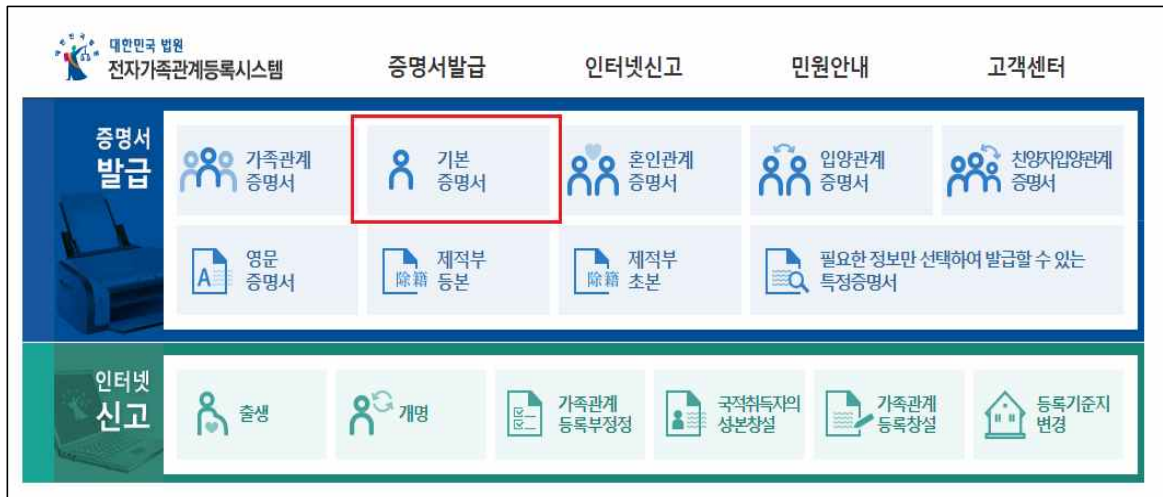 대한민국 법원
전자가족관계등록시스템
증명서발급
인터넷신고
민원안내
고객센터
증명서
발급
가족관계
증명서
기본
증명서
혼인관계
증명서
입양관계
증명서
친양자입양관계
증명서
A
영문
증명서
除籍
제적부
등본
除籍
제적부
초본
필요한 정보만 선택하여 발급할 수 있는
특정증명서
인터넷
신고
출생
개명
가족관계
등록부정정
국적취득자의
성본창설
가족관계
등록창설
등록기준지
변경